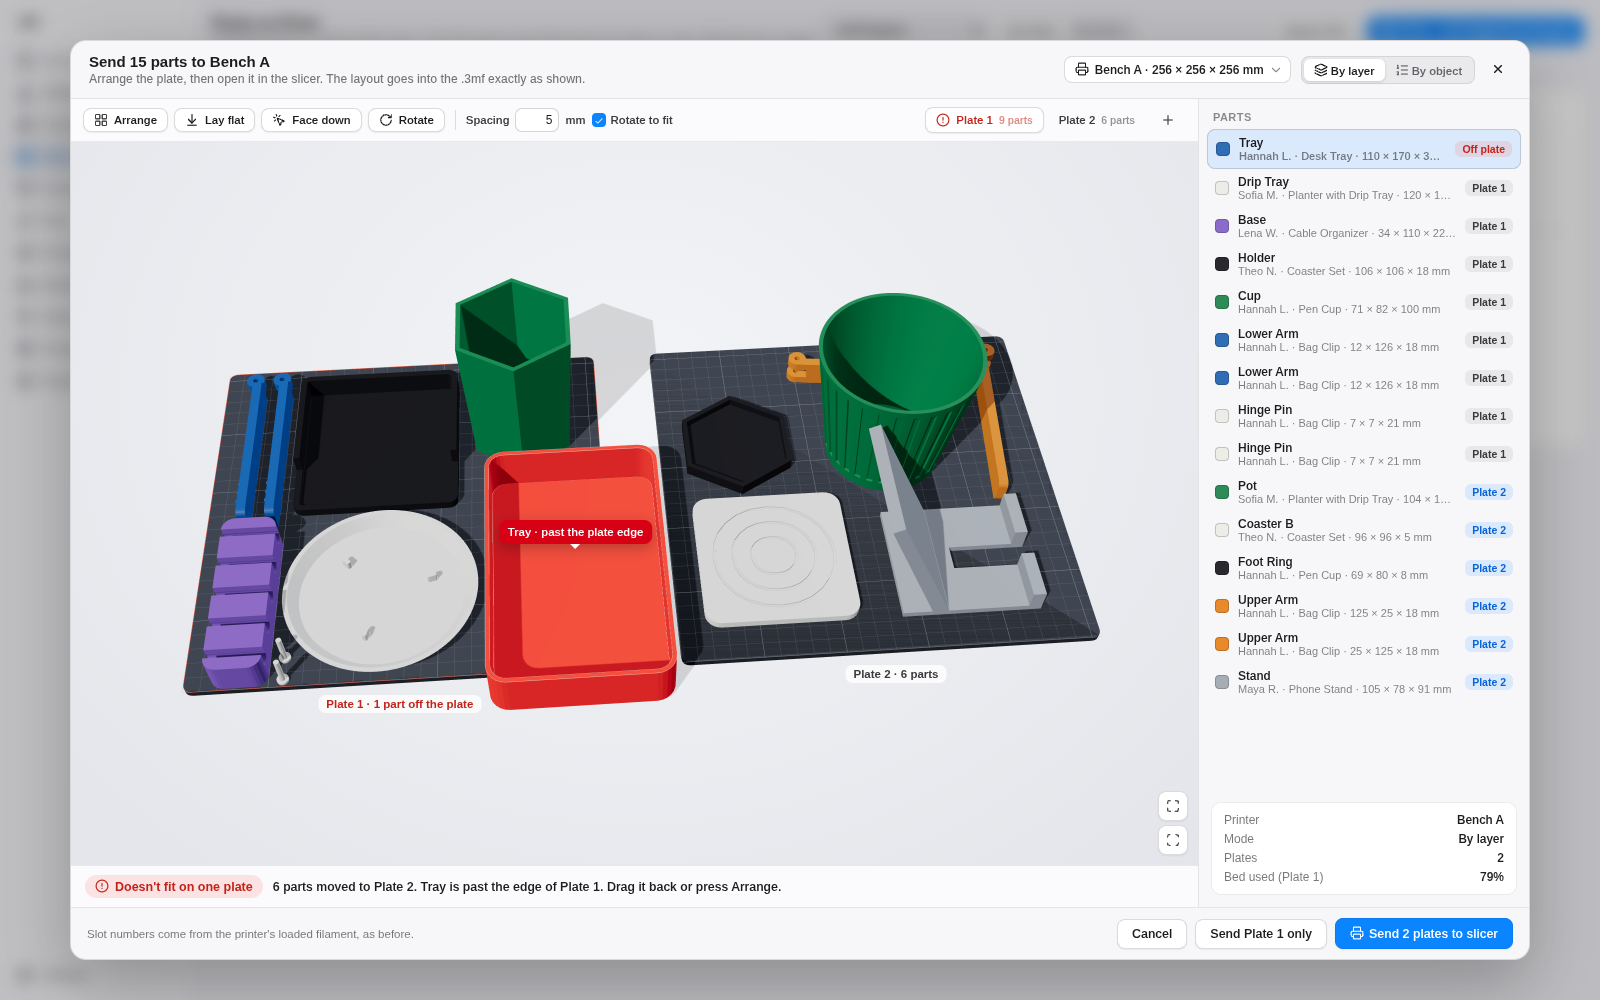 Send 15 parts to Bench A
Arrange the plate, then open it in the slicer. The layout goes into the .3mf exactly as shown.
Bench A · 256 × 256 × 256 mm
By layer
By object
Arrange
Lay flat
Face down
Rotate
Spacing
5
mm
Rotate to fit
Plate 1 9 parts
Plate 2 6 parts
PARTS
Tray
Hannah L. · Desk Tray · 110 × 170 × 3…
Off plate
Drip Tray
Sofia M. · Planter with Drip Tray · 120 × 1…
Plate 1
Base
Lena W. · Cable Organizer · 34 × 110 × 22…
Plate 1
Holder
Theo N. · Coaster Set · 106 × 106 × 18 mm
Plate 1
Cup
Hannah L. · Pen Cup · 71 × 82 × 100 mm
Plate 1
Lower Arm
Hannah L. · Bag Clip · 12 × 126 × 18 mm
Plate 1
Lower Arm
Hannah L. · Bag Clip · 12 × 126 × 18 mm
Plate 1
Hinge Pin
Hannah L. · Bag Clip · 7 × 7 × 21 mm
Plate 1
Hinge Pin
Hannah L. · Bag Clip · 7 × 7 × 21 mm
Plate 1
Pot
Sofia M. · Planter with Drip Tray · 104 × 1…
Plate 2
Coaster B
Theo N. · Coaster Set · 96 × 96 × 5 mm
Plate 2
Foot Ring
Hannah L. · Pen Cup · 69 × 80 × 8 mm
Plate 2
Upper Arm
Hannah L. · Bag Clip · 125 × 25 × 18 mm
Plate 2
Upper Arm
Hannah L. · Bag Clip · 25 × 125 × 18 mm
Plate 2
Stand
Maya R. · Phone Stand · 105 × 78 × 91 mm
Plate 2
Tray · past the plate edge
Plate 1 · 1 part off the plate
Plate 2 · 6 parts
Printer
Bench A
Mode
By layer
Plates
2
Bed used (Plate 1)
79%
Doesn't fit on one plate
6 parts moved to Plate 2. Tray is past the edge of Plate 1. Drag it back or press Arrange.
Slot numbers come from the printer's loaded filament, as before.
Cancel
Send Plate 1 only
Send 2 plates to slicer